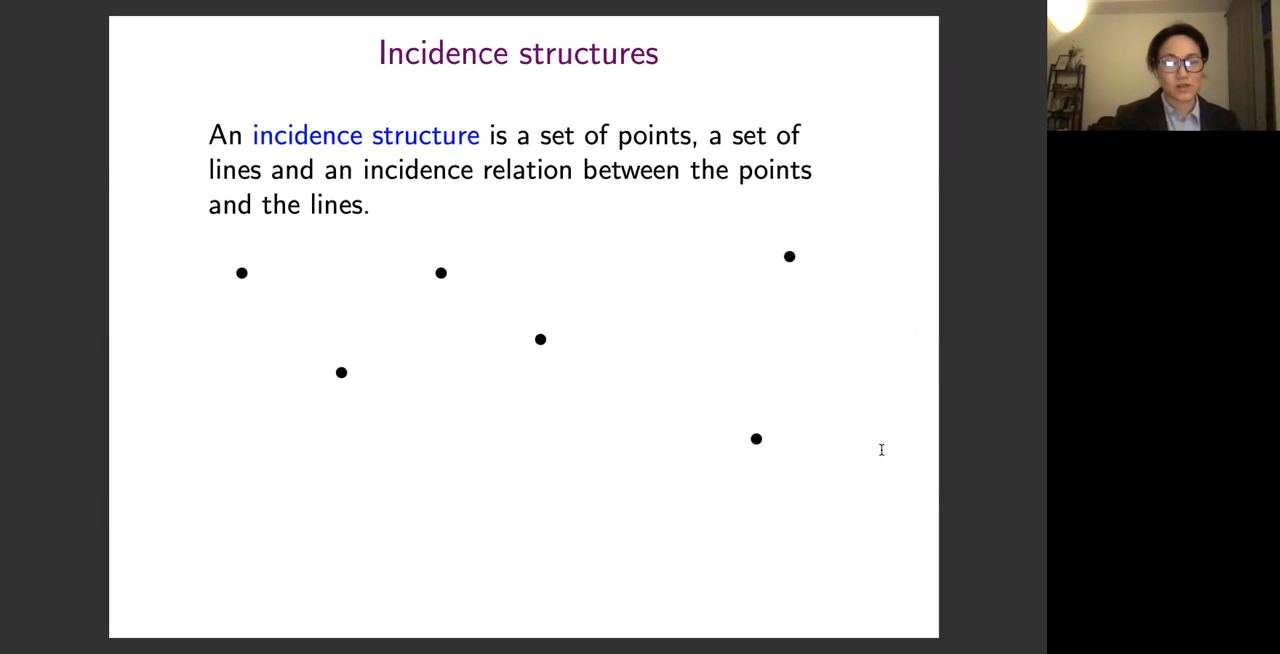 Incidence structures
An incidence structure is a set of points, a set of
lines and an incidence relation between the points
and the lines.